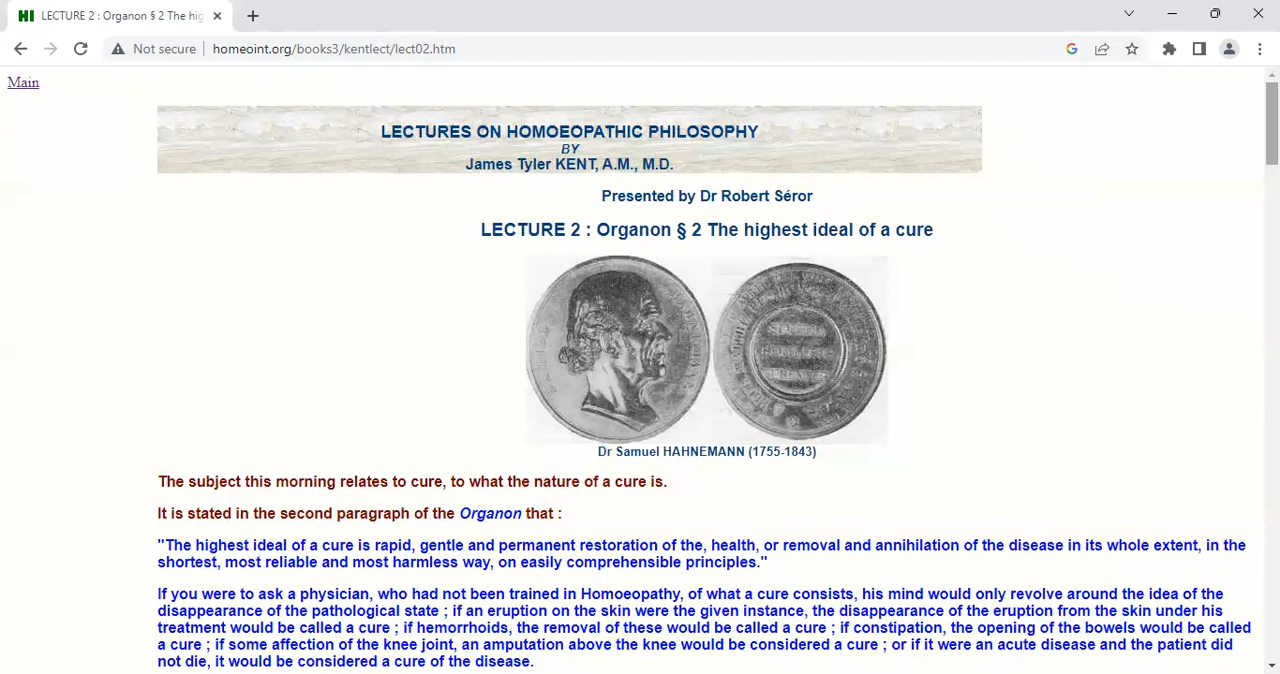 LECTURE 2 : Organon § 2 The hig
Not secure
homeoint.org/books3/kentlect/lect02.htm
Main
LECTURES ON HOMOEOPATHIC PHILOSOPHY
BY
James Tyler KENT, A.M., M.D.
Presented by Dr Robert Séror
LECTURE 2 : Organon § 2 The highest ideal of a cure
Dr Samuel HAHNEMANN (1755-1843)
The subject this morning relates to cure, to what the nature of a cure is.
It is stated in the second paragraph of the Organon that :
"The highest ideal of a cure is rapid, gentle and permanent restoration of the, health, or removal and annihilation of the disease in its whole extent, in the
shortest, most reliable and most harmless way, on easily comprehensible principles."
If you were to ask a physician, who had not been trained in Homoeopathy, of what a cure consists, his mind would only revolve around the idea of the
disappearance of the pathological state ; if an eruption on the skin were the given instance, the disappearance of the eruption from the skin under his
treatment would be called a cure ; if hemorrhoids, the removal of these would be called a cure ; if constipation, the opening of the bowels would be called
a cure ; if some affection of the knee joint, an amputation above the knee would be considered a cure ; or if it were an acute disease and the patient did
not die, it would be considered a cure of the disease.